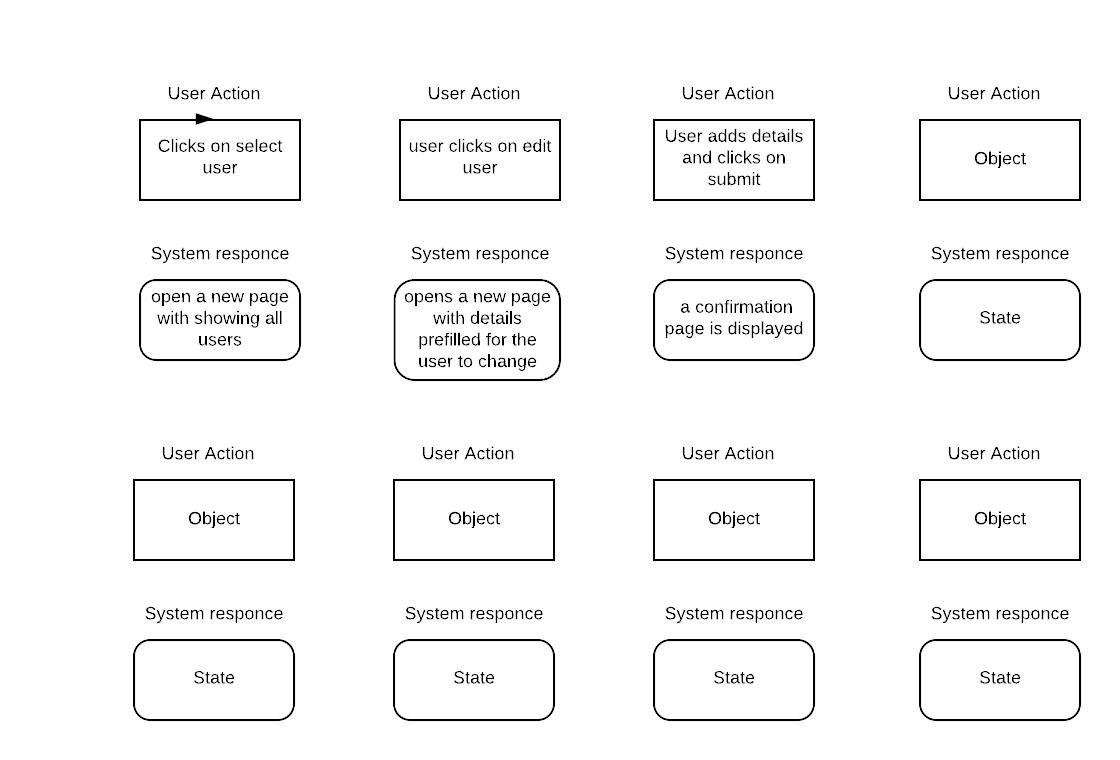 User Action
User Action
User Action
User Action
Clicks on select
user
user clicks on edit
user
User adds details
and clicks on
submit
Object
System responce
System responce
System responce
System responce
open a new page
with showing all
users
opens a new page
with details
prefilled for the
user to change
a confirmation
page is displayed
State
User Action
User Action
User Action
User Action
Object
Object
Object
Object
System responce
System responce
System responce
System responce
State
State
State
State